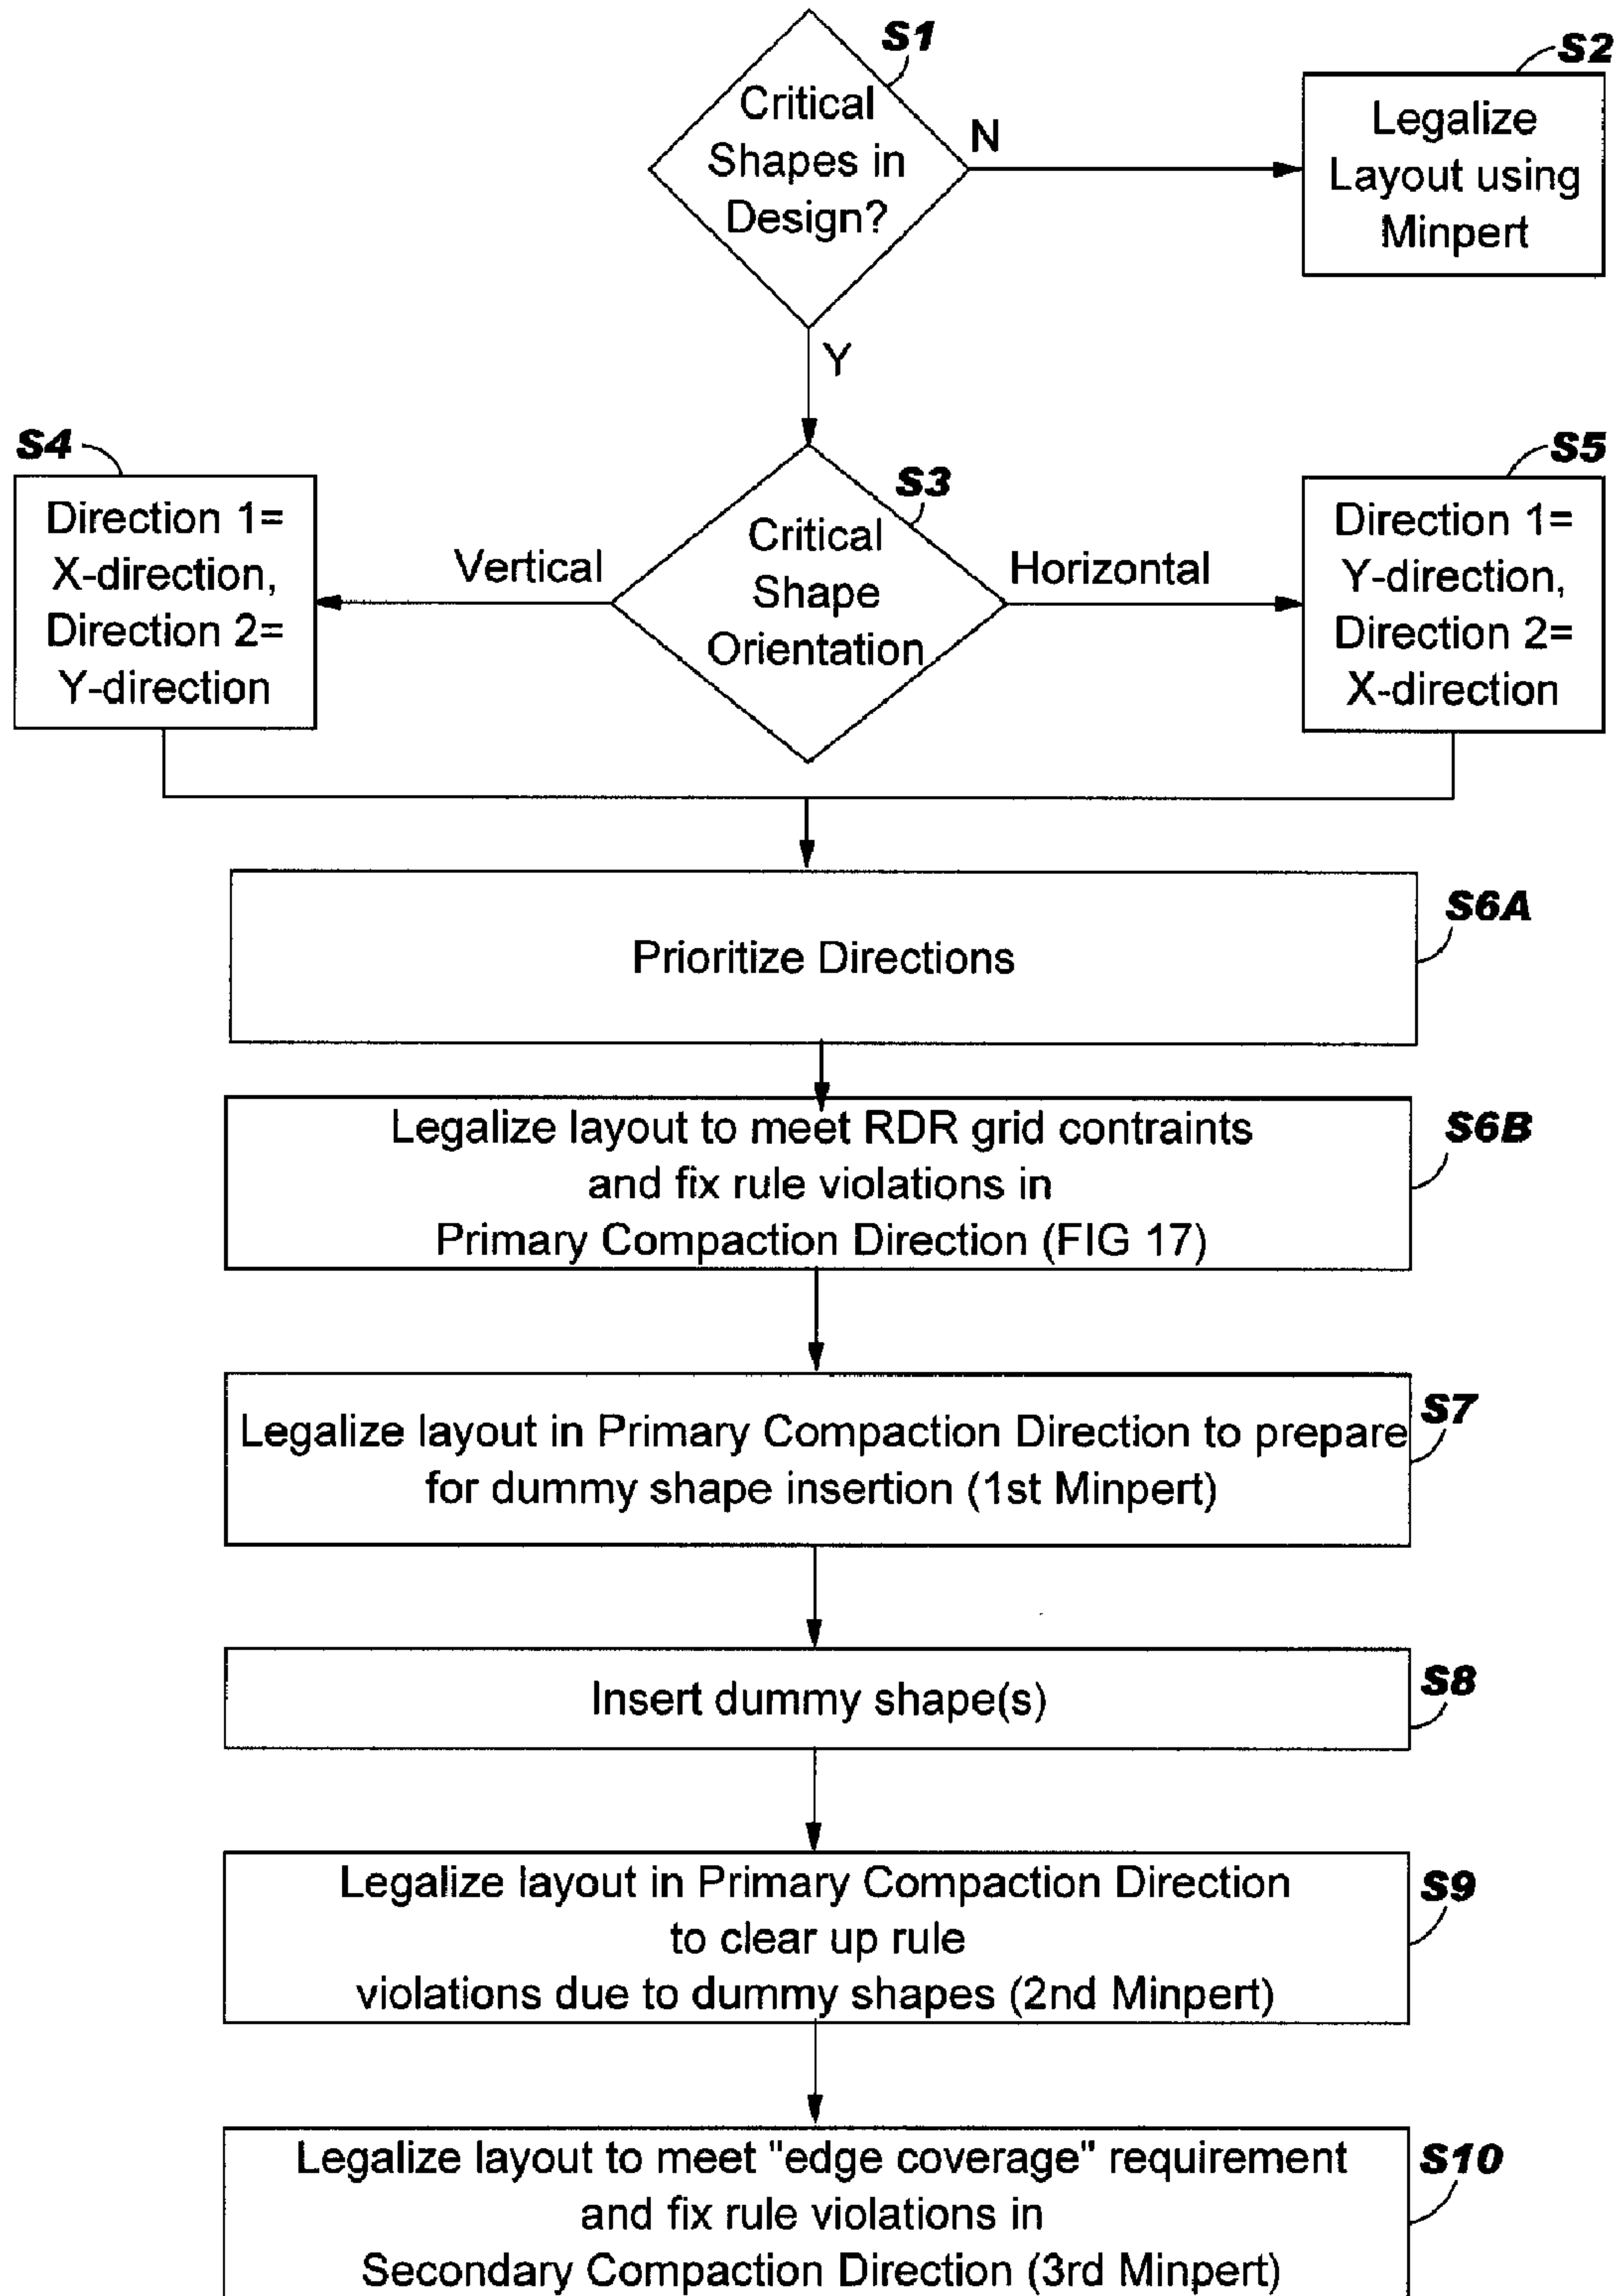 S1
Critical
Shapes in
Design?
N
S2
Legalize
Layout using
Minpert
Y
S4
Direction 1=
X-direction,
Direction 2=
Y-direction
Vertical
S3
Critical
Shape
Orientation
Horizontal
S5
Direction 1=
Y-direction,
Direction 2=
X-direction
Prioritize Directions
S6A
Legalize layout to meet RDR grid contraints
and fix rule violations in
Primary Compaction Direction (FIG 17)
S6B
Legalize layout in Primary Compaction Direction to prepare
for dummy shape insertion (1st Minpert)
S7
Insert dummy shape(s)
S8
Legalize layout in Primary Compaction Direction
to clear up rule
violations due to dummy shapes (2nd Minpert)
S9
Legalize layout to meet "edge coverage" requirement
and fix rule violations in
Secondary Compaction Direction (3rd Minpert)
S10